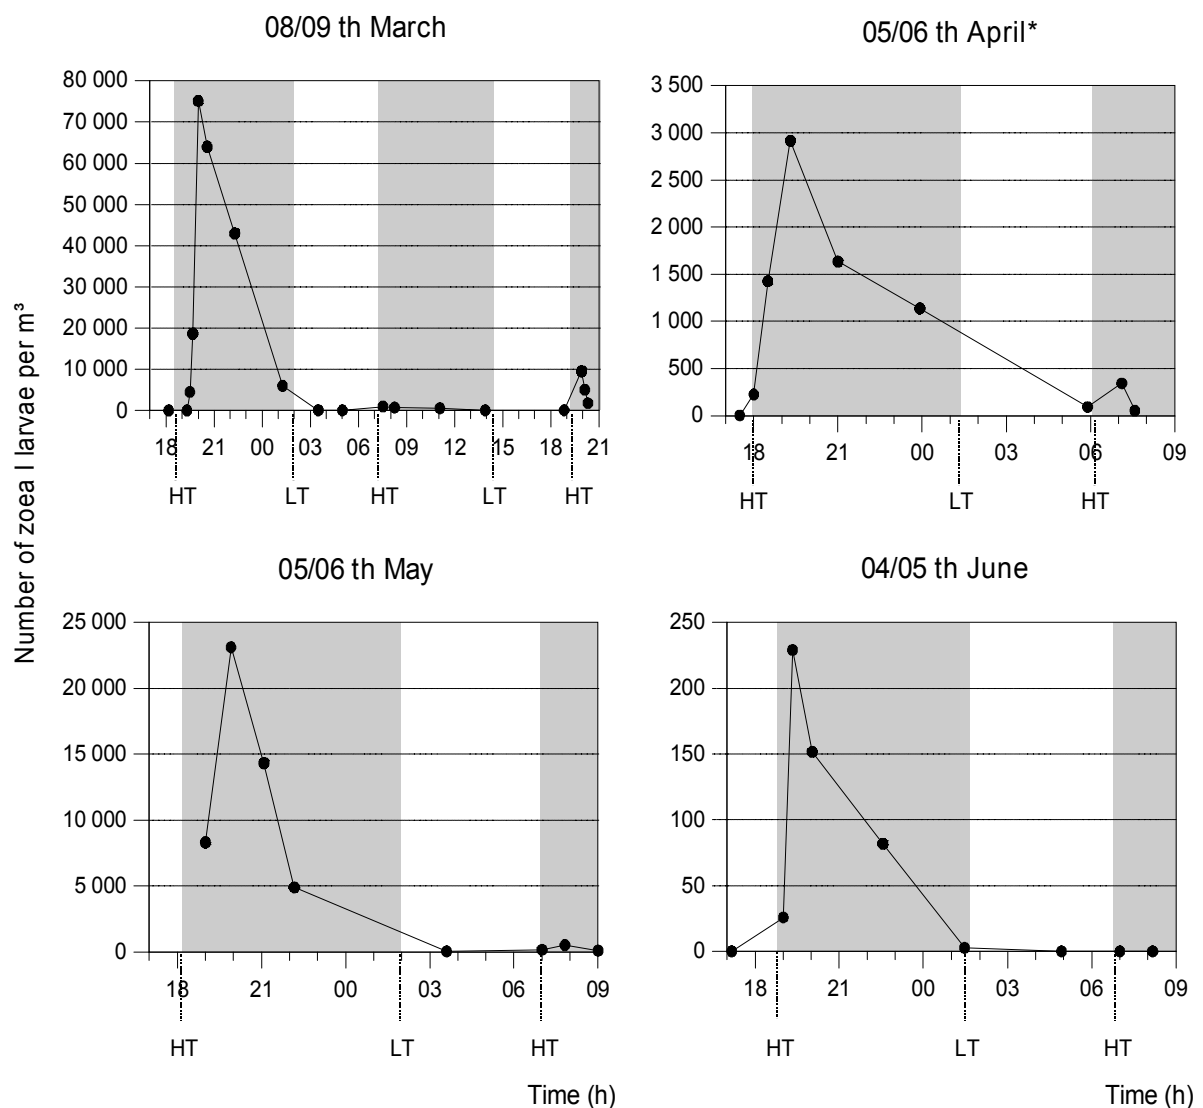 08/09 th March
80 000
70 000
60 000
50 000
40 000
30 000
20 000
10 000
0
18 21 00 03 06 09 12 15 18 21
HT LT HT LT HT
05/06 th April*
3 500
3 000
2 500
2 000
1 500
1 000
500
0
18 21 00 03 06 09
HT LT HT
Number of zoea I larvae per m³
05/06 th May
25 000
20 000
15 000
10 000
5 000
0
18 21 00 03 06 09
HT LT HT
Time (h)
04/05 th June
250
200
150
100
50
0
18 21 00 03 06 09
HT LT HT
Time (h)